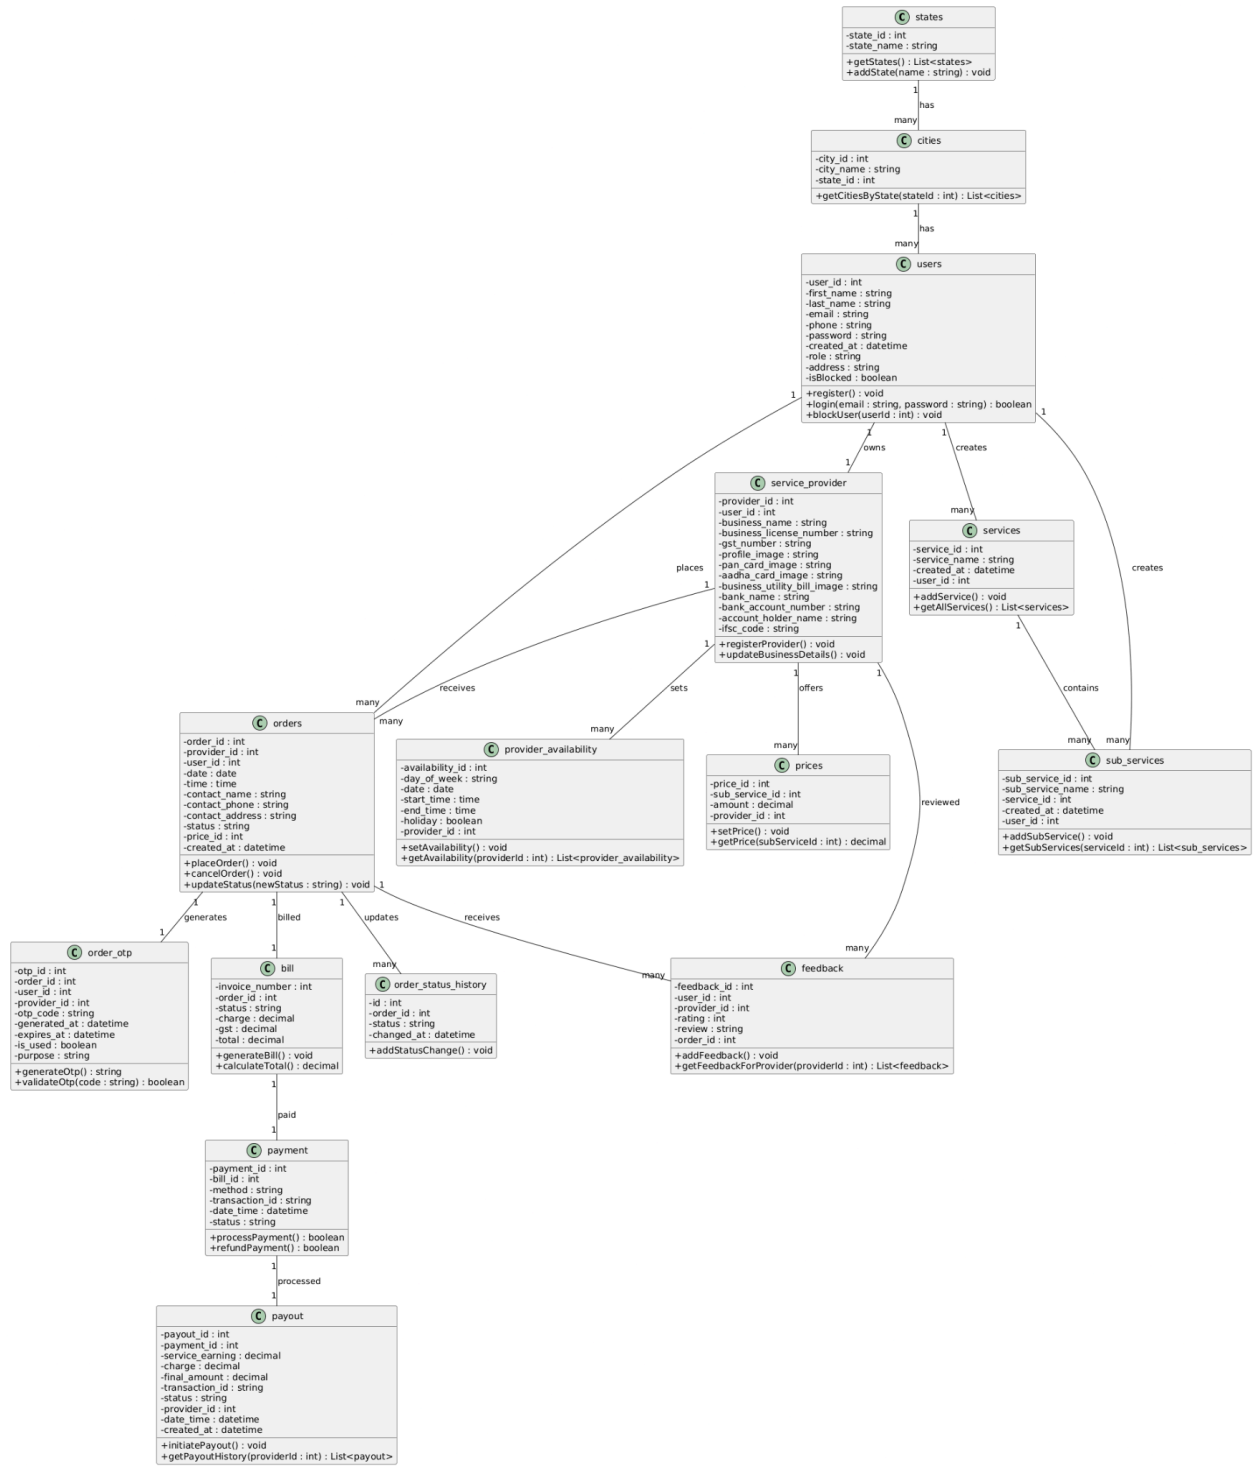 C states
-state_id : int
-state_name : string
+getStates() : List<states>
+addState(name : string) : void
1
has
many
C cities
-city_id : int
-city_name : string
-state_id : int
+getCitiesByState(stateId : int) : List<cities>
1
has
many
C users
-user_id : int
-first_name : string
-last_name : string
-email : string
-phone : string
-password : string
-created_at : datetime
-role : string
-address : string
-isBlocked : boolean
+register() : void
+login(email : string, password : string) : boolean
+blockUser(userId : int) : void
1
1
1
1
owns
creates
1
places
many
creates
C service_provider
-provider_id : int
-user_id : int
-business_name : string
-business_license_number : string
-gst_number : string
-profile_image : string
-pan_card_image : string
-aadha_card_image : string
-business_utility_bill_image : string
-bank_name : string
-bank_account_number : string
-account_holder_name : string
-ifsc_code : string
+registerProvider() : void
+updateBusinessDetails() : void
C services
-service_id : int
-service_name : string
-created_at : datetime
-user_id : int
+addService() : void
+getAllServices() : List<services>
1
1
1
1
1
receives
sets
offers
contains
reviewed
many
many
many
many
many
many
C orders
-order_id : int
-provider_id : int
-user_id : int
-date : date
-time : time
-contact_name : string
-contact_phone : string
-contact_address : string
-status : string
-price_id : int
-created_at : datetime
+placeOrder() : void
+cancelOrder() : void
+updateStatus(newStatus : string) : void
C provider_availability
-availability_id : int
-day_of_week : string
-date : date
-start_time : time
-end_time : time
-holiday : boolean
-provider_id : int
+setAvailability() : void
+getAvailability(providerId : int) : List<provider_availability>
C prices
-price_id : int
-sub_service_id : int
-amount : decimal
-provider_id : int
+setPrice() : void
+getPrice(subServiceId : int) : decimal
C sub_services
-sub_service_id : int
-sub_service_name : string
-service_id : int
-created_at : datetime
-user_id : int
+addSubService() : void
+getSubServices(serviceId : int) : List<sub_services>
1
1
1
1
generates
billed
updates
receives
1
1
many
many
many
C order_otp
-otp_id : int
-order_id : int
-user_id : int
-provider_id : int
-otp_code : string
-generated_at : datetime
-expires_at : datetime
-is_used : boolean
-purpose : string
+generateOtp() : string
+validateOtp(code : string) : boolean
C bill
-invoice_number : int
-order_id : int
-status : string
-charge : decimal
-gst : decimal
-total : decimal
+generateBill() : void
+calculateTotal() : decimal
C order_status_history
-id : int
-order_id : int
-status : string
-changed_at : datetime
+addStatusChange() : void
C feedback
-feedback_id : int
-user_id : int
-provider_id : int
-rating : int
-review : string
-order_id : int
+addFeedback() : void
+getFeedbackForProvider(providerId : int) : List<feedback>
1
paid
1
C payment
-payment_id : int
-bill_id : int
-method : string
-transaction_id : string
-date_time : datetime
-status : string
+processPayment() : boolean
+refundPayment() : boolean
1
processed
1
C payout
-payout_id : int
-payment_id : int
-service_earning : decimal
-charge : decimal
-final_amount : decimal
-transaction_id : string
-status : string
-provider_id : int
-date_time : datetime
-created_at : datetime
+initiatePayout() : void
+getPayoutHistory(providerId : int) : List<payout>